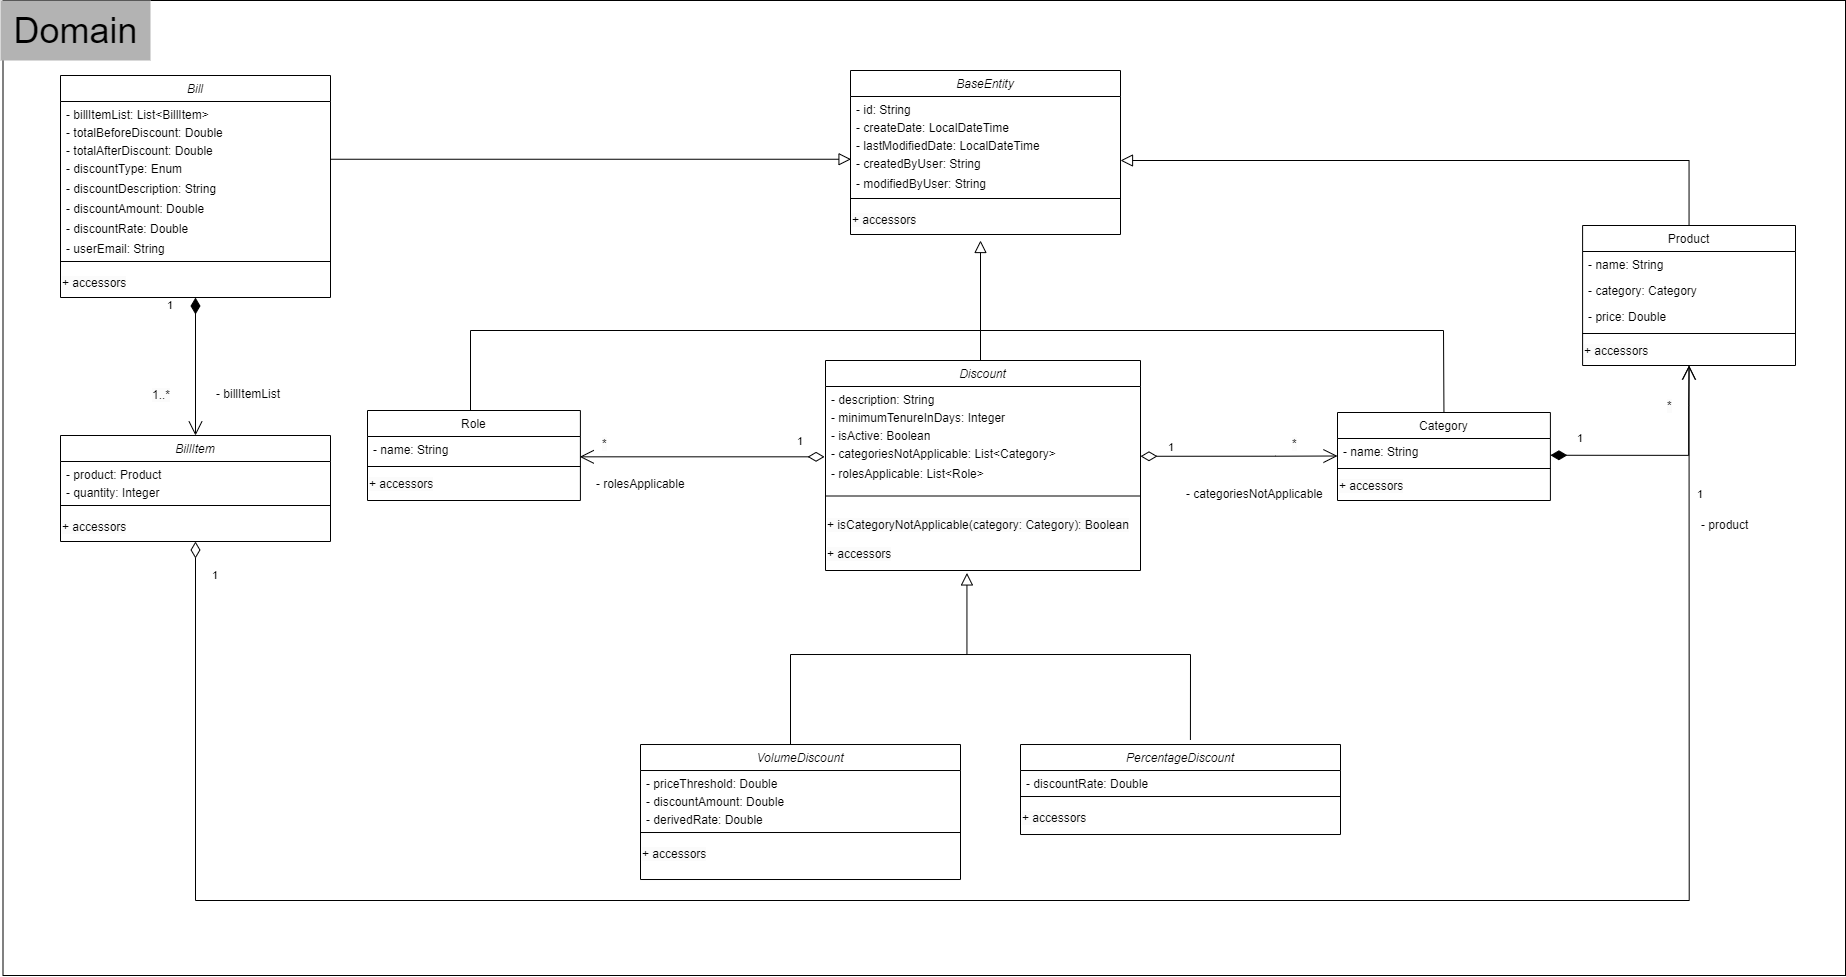 Domain
Bill
- billItemList: List<BillItem>
- totalBeforeDiscount: Double
- totalAfterDiscount: Double
- discountType: Enum
- discountDescription: String
- discountAmount: Double
- discountRate: Double
- userEmail: String
+ accessors
BaseEntity
- id: String
- createDate: LocalDateTime
- lastModifiedDate: LocalDateTime
- createdByUser: String
- modifiedByUser: String
+ accessors
Product
- name: String
- category: Category
- price: Double
+ accessors
1
1..*
- billItemList
BillItem
- product: Product
- quantity: Integer
+ accessors
1
Role
- name: String
+ accessors
*
1
- rolesApplicable
Discount
- description: String
- minimumTenureInDays: Integer
- isActive: Boolean
- categoriesNotApplicable: List<Category>
- rolesApplicable: List<Role>
+ isCategoryNotApplicable(category: Category): Boolean
+ accessors
1
*
- categoriesNotApplicable
Category
- name: String
+ accessors
1
*
1
- product
VolumeDiscount
- priceThreshold: Double
- discountAmount: Double
- derivedRate: Double
+ accessors
PercentageDiscount
- discountRate: Double
+ accessors